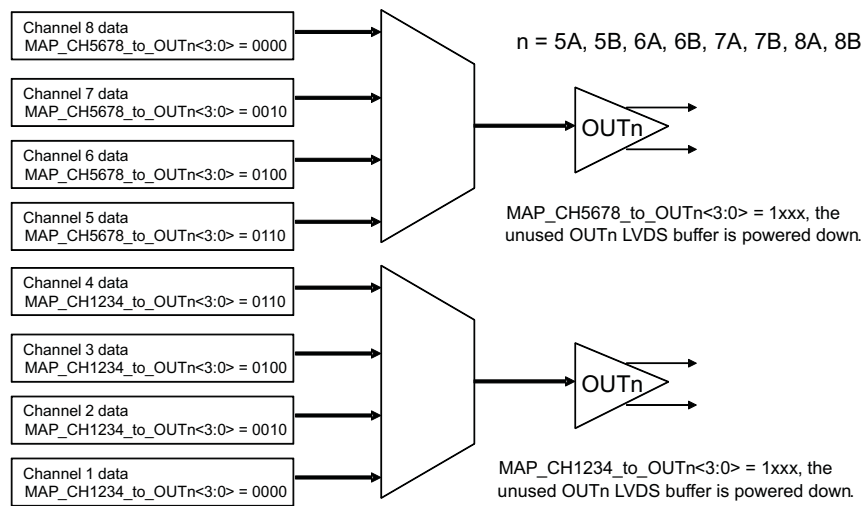 Channel 8 data
MAP_CH5678_to_OUTn<3:0> = 0000
n = 5A, 5B, 6A, 6B, 7A, 7B, 8A, 8B
Channel 7 data
MAP_CH5678_to_OUTn<3:0> = 0010
OUTn
Channel 6 data
MAP_CH5678_to_OUTn<3:0> = 0100
Channel 5 data
MAP_CH5678_to_OUTn<3:0> = 0110
MAP_CH5678_to_OUTn<3:0> = 1xxx, the
unused OUTn LVDS buffer is powered down.
Channel 4 data
MAP_CH1234_to_OUTn<3:0> = 0110
Channel 3 data
MAP_CH1234_to_OUTn<3:0> = 0100
OUTn
Channel 2 data
MAP_CH1234_to_OUTn<3:0> = 0010
Channel 1 data
MAP_CH1234_to_OUTn<3:0> = 0000
MAP_CH1234_to_OUTn<3:0> = 1xxx, the
unused OUTn LVDS buffer is powered down.